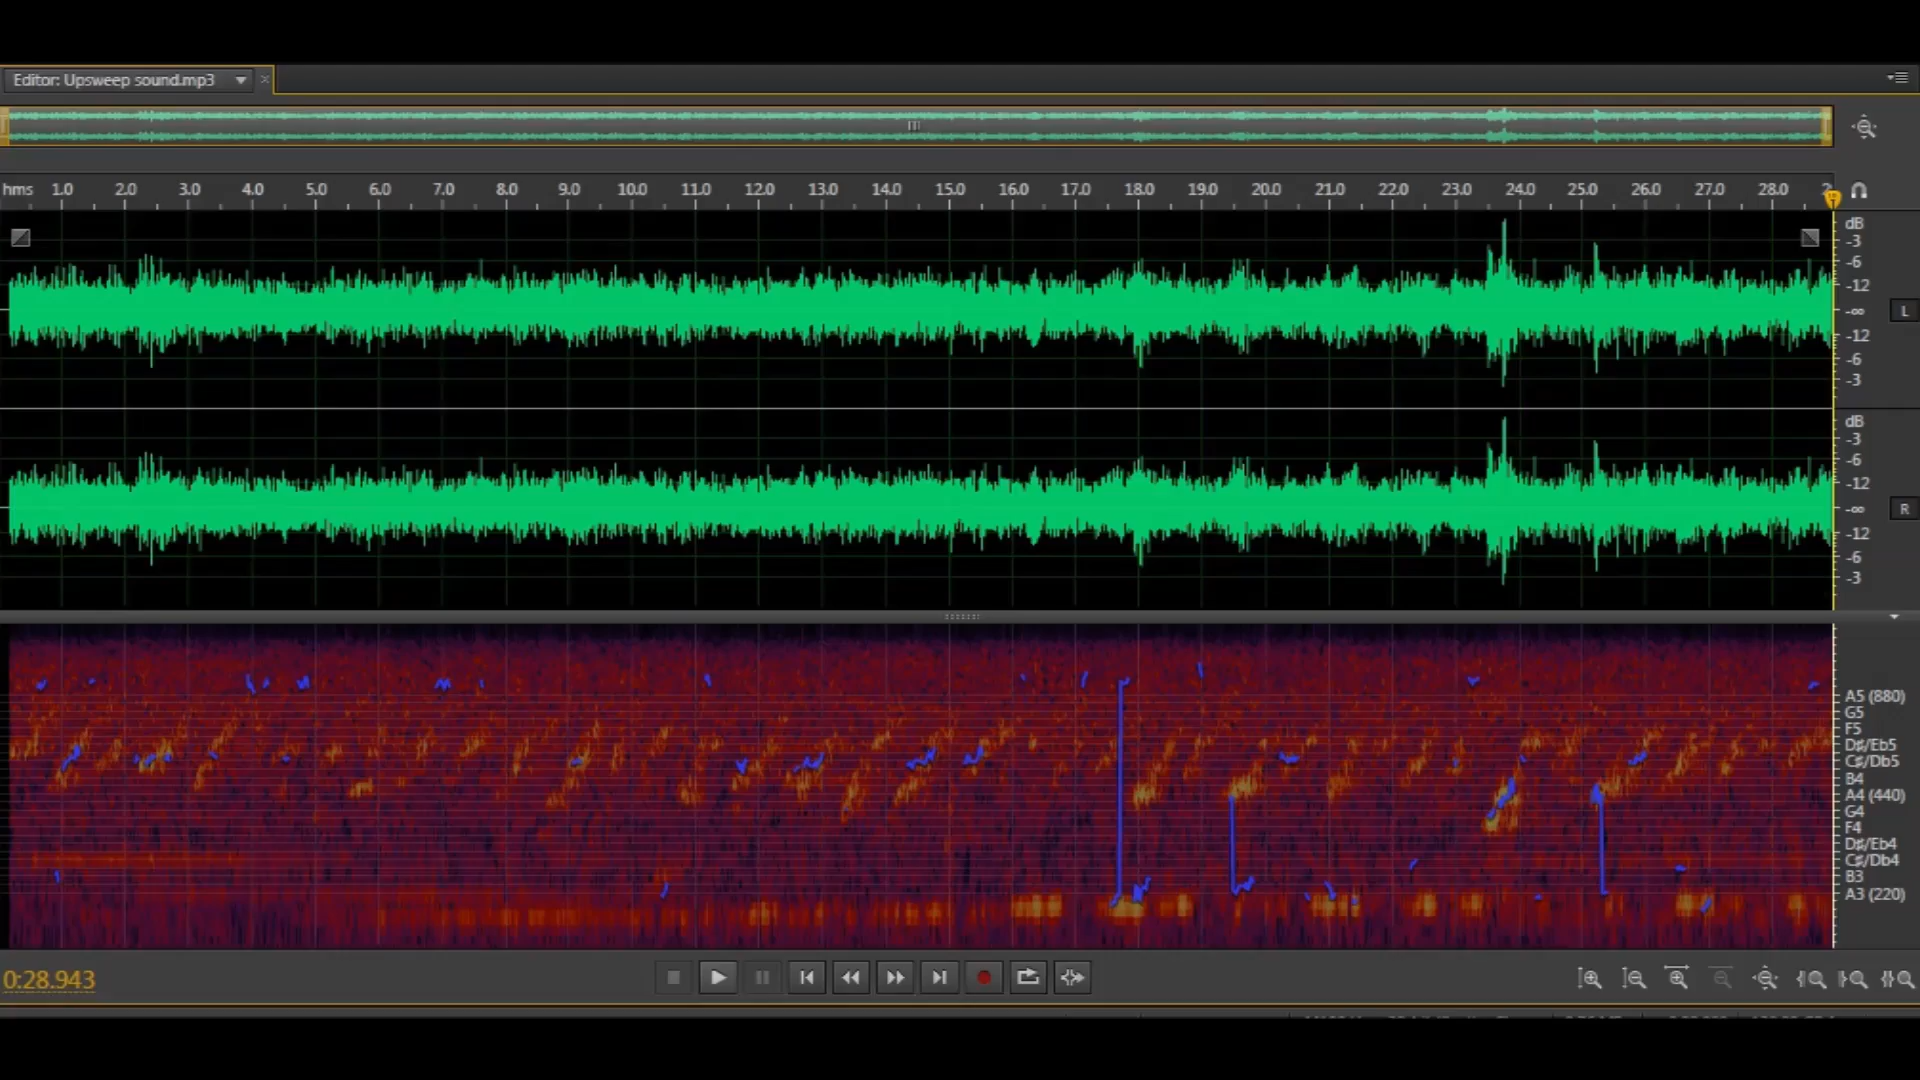 Editor: Upsweep sound.mp3
hms 1.0 2.0 3.0 4.0 5.0 6.0 7.0 8.0 9.0 10.0 11.0 12.0 13.0 14.0 15.0 16.0 17.0 18.0 19.0 20.0 21.0 22.0 23.0 24.0 25.0 26.0 27.0 28.0
dB
-3
-6
-12
-∞
L
-12
-6
-3
dB
-3
-6
-12
-∞
R
-12
-6
-3
A5 (880)
G5
F5
D♯/Eb5
C♯/Db5
B4
A4 (440)
G4
F4
D♯/Eb4
C♯/Db4
B3
A3 (220)
0:28.943